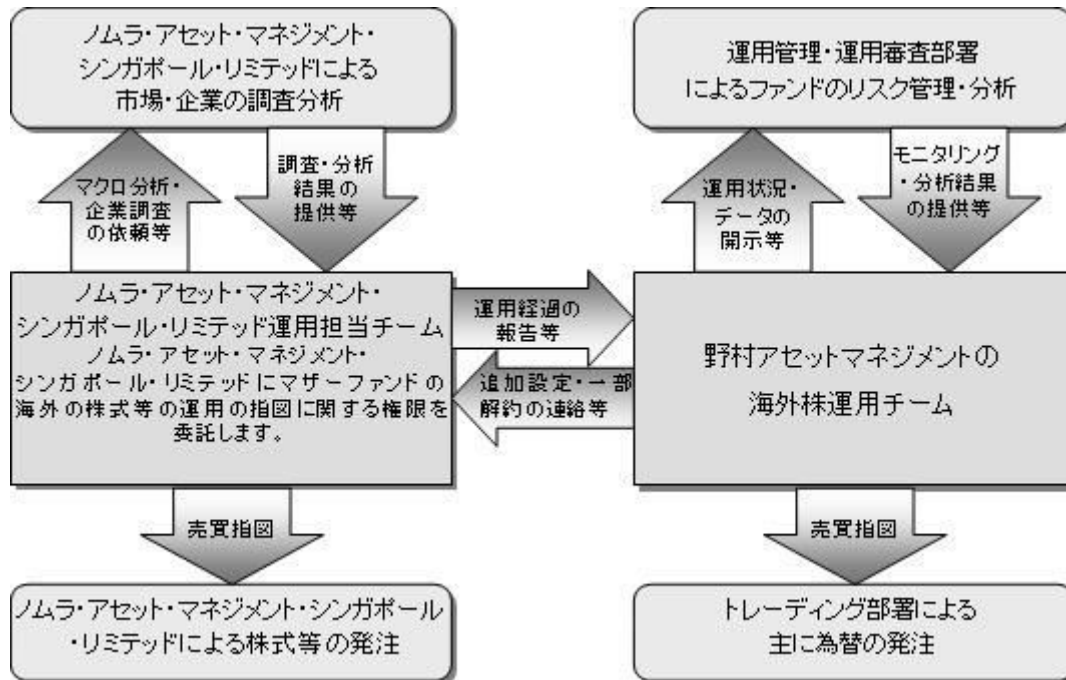 ノムラ・アセット・マネジメント・
シンガポール・リミテッドによる
市場・企業の調査分析
運用管理・運用審査部署
によるファンドのリスク管理・分析
マクロ分析・
企業調査
の依頼等
調査・分析
結果の
提供等
運用状況・
データの
開示等
モニタリング
・分析結果
の提供等
ノムラ・アセット・マネジメント・
シンガポール・リミテッド運用担当チーム
ノムラ・アセット・マネジメント・
シンガポール・リミテッドにマザーファンドの
海外の株式等の運用の指図に関する権限を
委託します。
運用経過の
報告等
追加設定・一部
解約の連絡等
野村アセットマネジメントの
海外株運用チーム
売買指図
売買指図
ノムラ・アセット・マネジメント・シンガポール
・リミテッドによる株式等の発注
トレーディング部署による
主に為替の発注